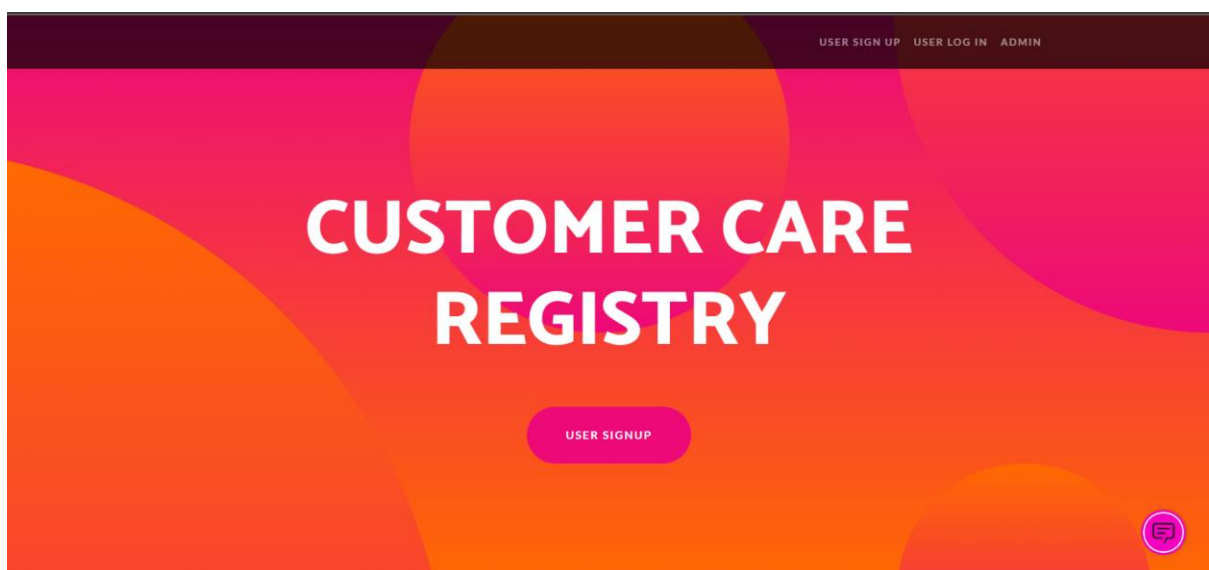 USER SIGN UP USER LOG IN ADMIN
CUSTOMER CARE
REGISTRY
USER SIGNUP